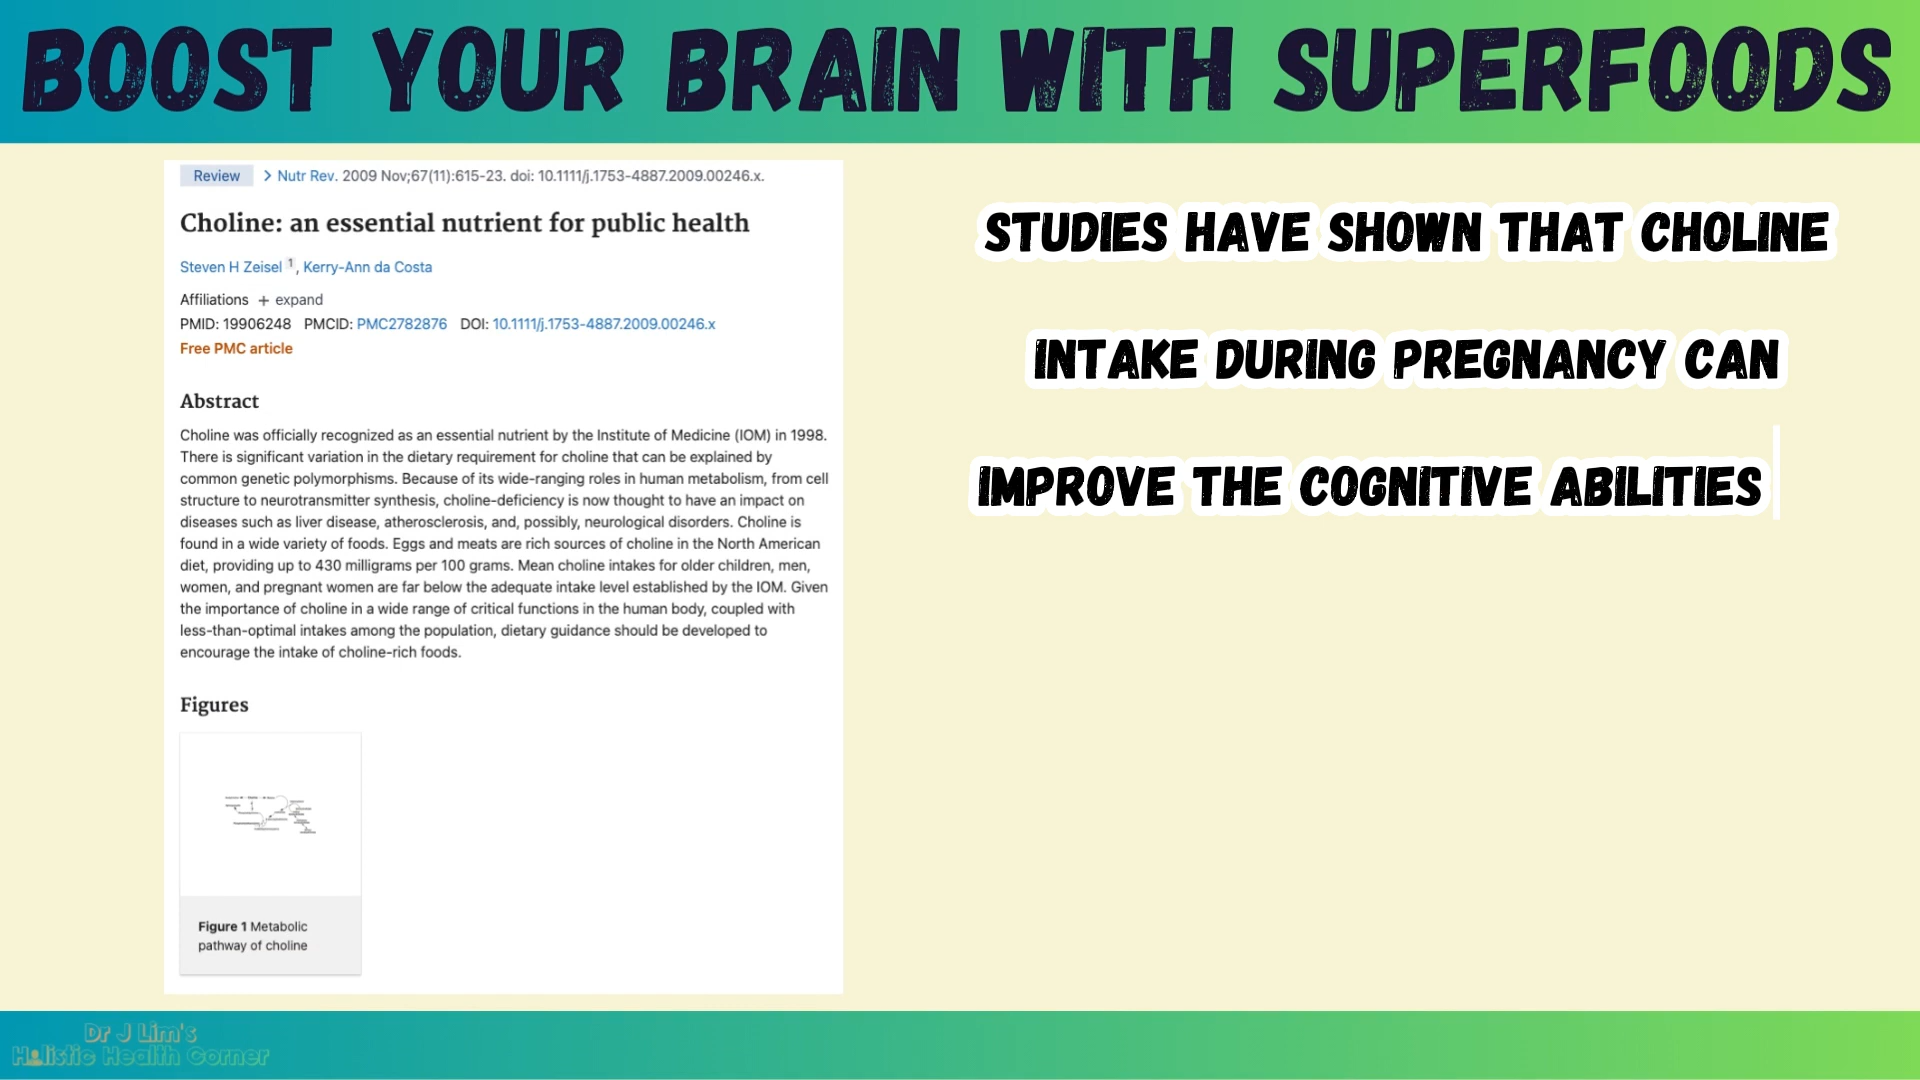 BOOST YOUR BRAIN WITH SUPERFOODS
Review > Nutr Rev. 2009 Nov;67(11):615-23. doi: 10.1111/j.1753-4887.2009.00246.x.
Choline: an essential nutrient for public health
Steven H Zeisel 1, Kerry-Ann da Costa
Affiliations + expand
PMID: 19906248 PMCID: PMC2782876 DOI: 10.1111/j.1753-4887.2009.00246.x
Free PMC article
Abstract
Choline was officially recognized as an essential nutrient by the Institute of Medicine (IOM) in 1998.
There is significant variation in the dietary requirement for choline that can be explained by
common genetic polymorphisms. Because of its wide-ranging roles in human metabolism, from cell
structure to neurotransmitter synthesis, choline-deficiency is now thought to have an impact on
diseases such as liver disease, atherosclerosis, and, possibly, neurological disorders. Choline is
found in a wide variety of foods. Eggs and meats are rich sources of choline in the North American
diet, providing up to 430 milligrams per 100 grams. Mean choline intakes for older children, men,
women, and pregnant women are far below the adequate intake level established by the IOM. Given
the importance of choline in a wide range of critical functions in the human body, coupled with
less-than-optimal intakes among the population, dietary guidance should be developed to
encourage the intake of choline-rich foods.
Figures
Figure 1 Metabolic
pathway of choline
STUDIES HAVE SHOWN THAT CHOLINE
INTAKE DURING PREGNANCY CAN
IMPROVE THE COGNITIVE ABILITIES
Dr J Lim's
Holistic Health Corner